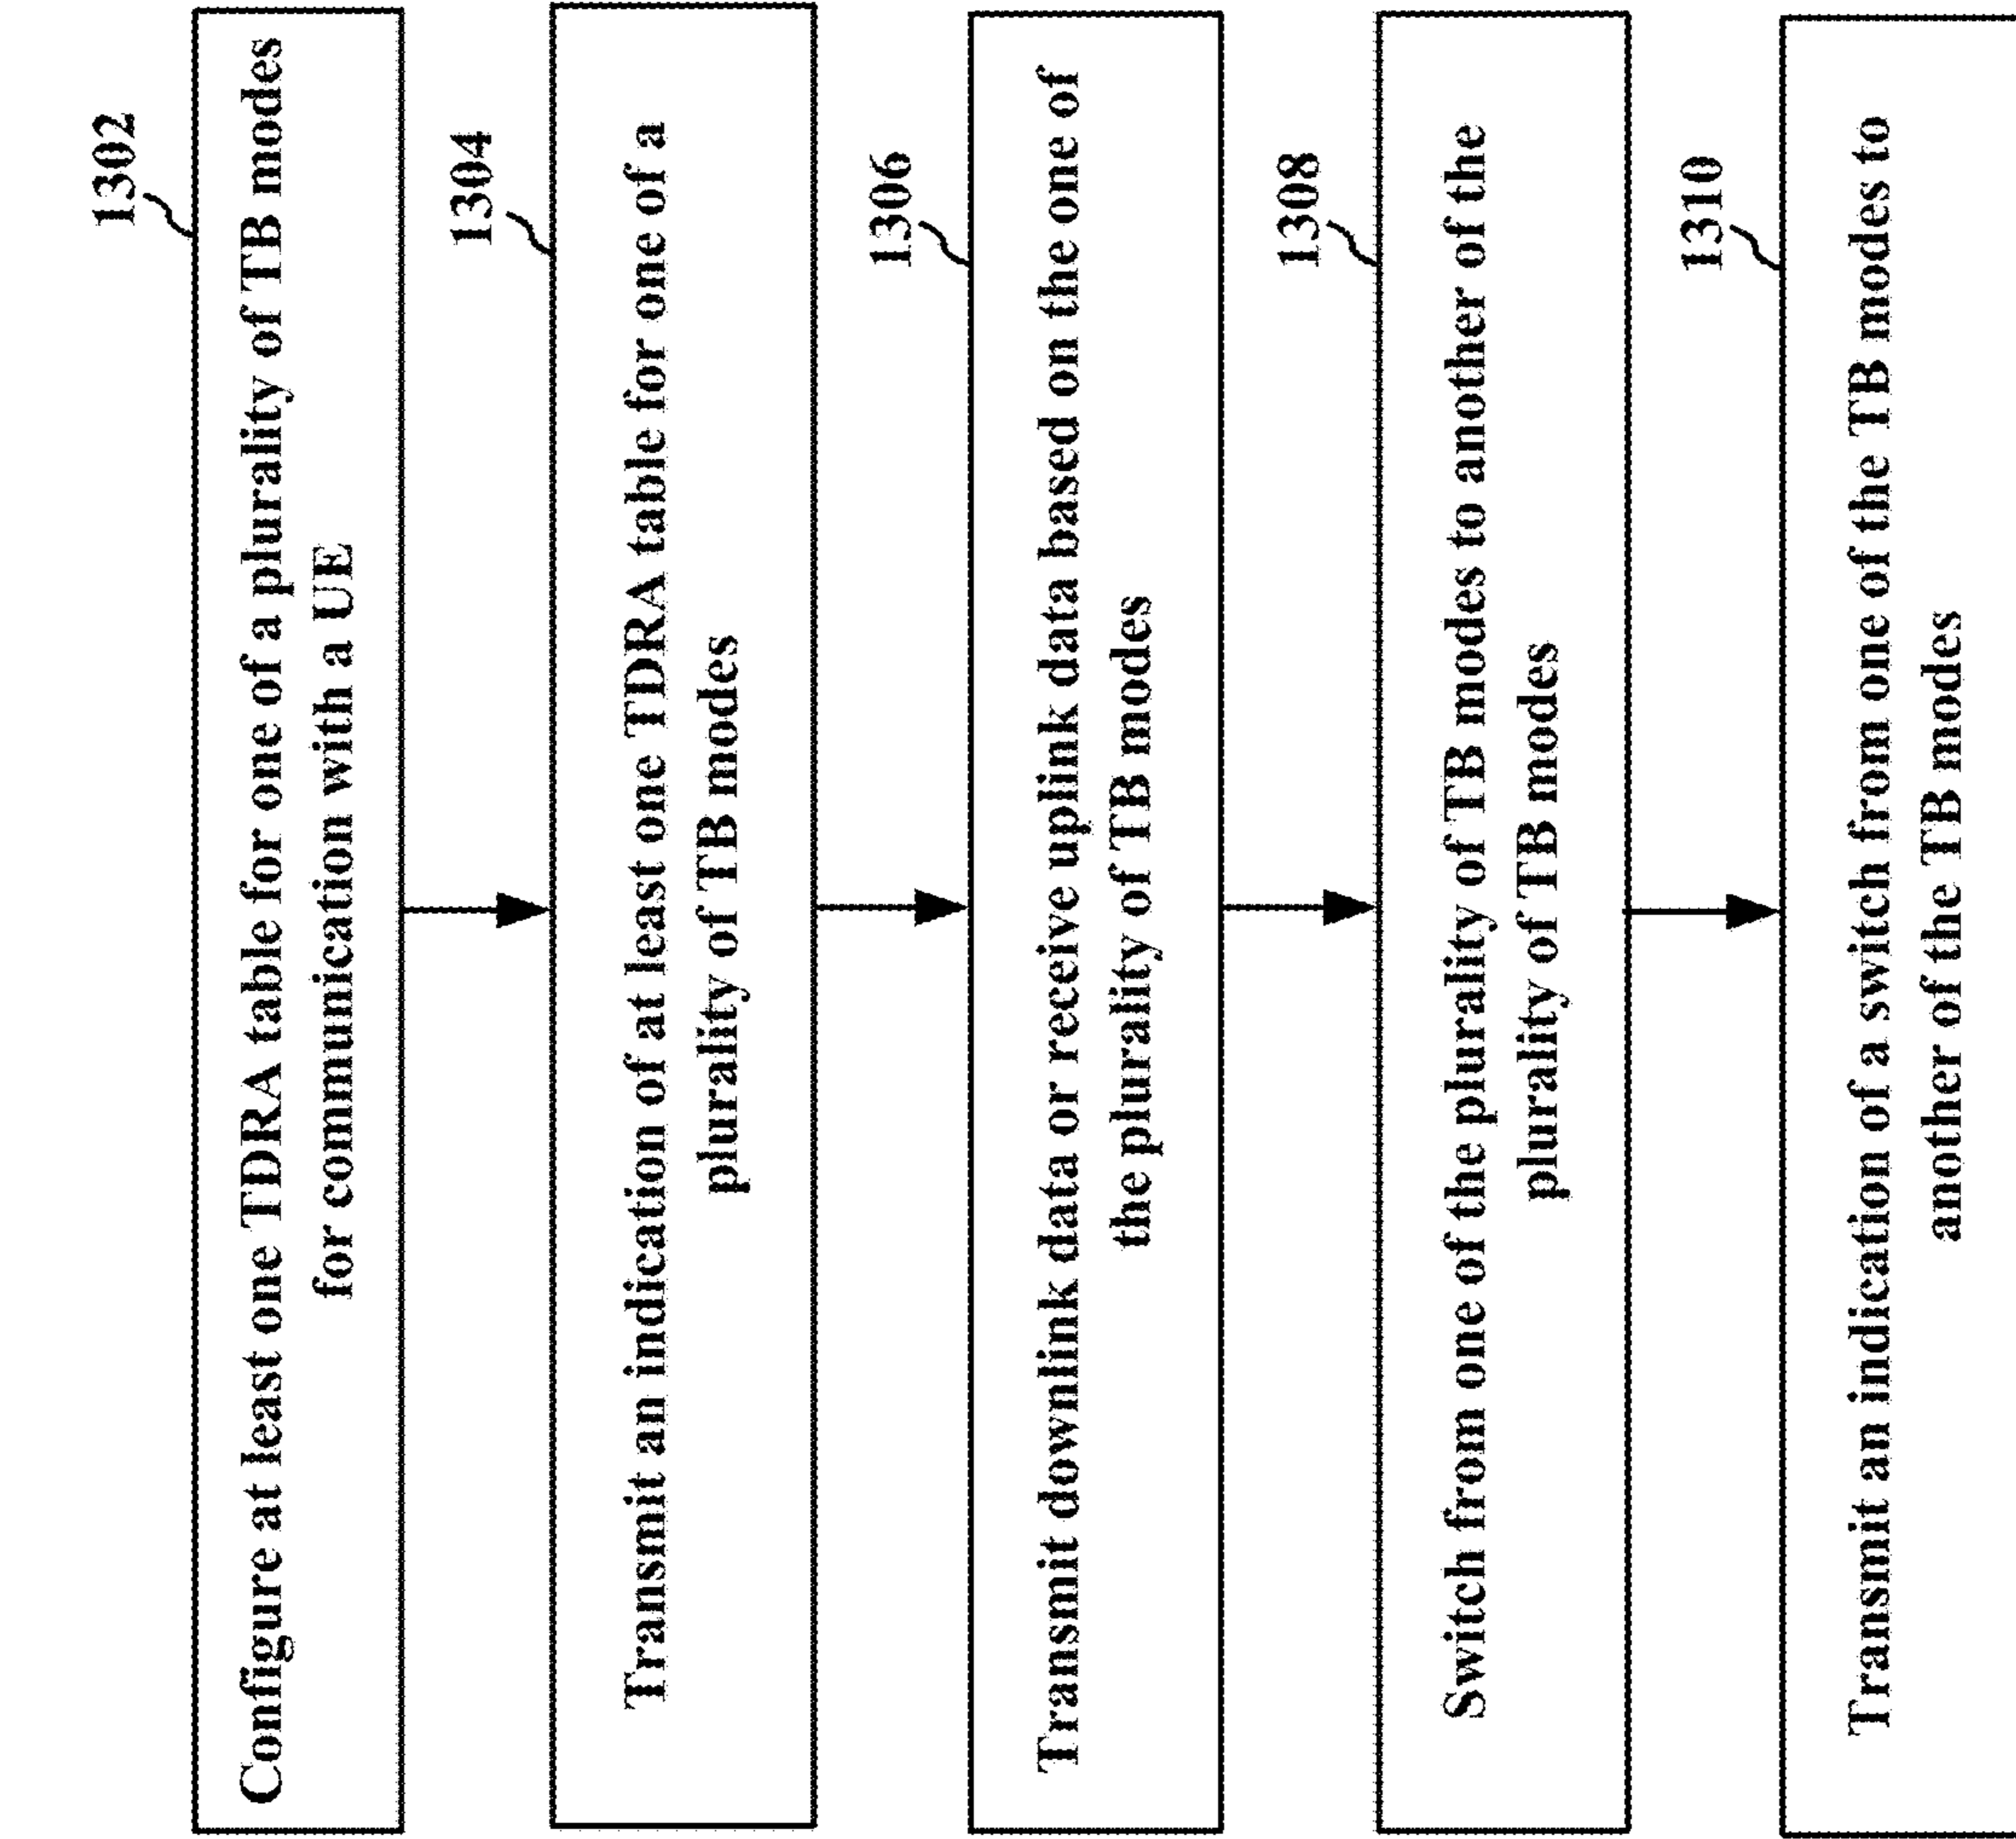 1302
Configure at least one TDRA table for one of a plurality of TB modes
for communication with a UE
1304
Transmit an indication of at least one TDRA table for one of a
plurality of TB modes
1306
Transmit downlink data or receive uplink data based on the one of
the plurality of TB modes
1308
Switch from one of the plurality of TB modes to another of the
plurality of TB modes
1310
Transmit an indication of a switch from one of the TB modes to
another of the TB modes